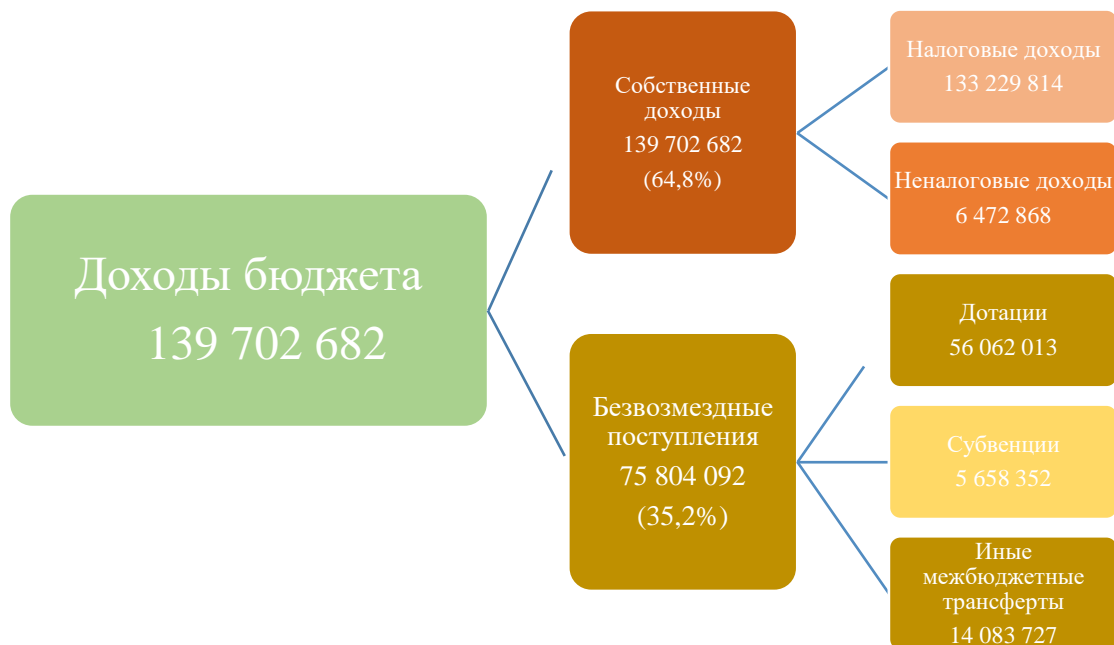 Доходы бюджета
139 702 682
Собственные
доходы
139 702 682
(64,8%)
Налоговые доходы
133 229 814
Неналоговые доходы
6 472 868
Безвозмездные
поступления
75 804 092
(35,2%)
Дотации
56 062 013
Субвенции
5 658 352
Иные
межбюджетные
трансферты
14 083 727